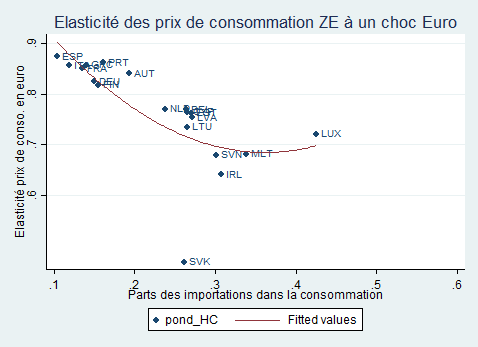 Elasticité des prix de consommation ZE à un choc Euro
Elasticité prix de conso. en euro
.9
.8
.7
.6
ESP
PRT
FRA
AUT
DEU
FIN
NLD
LVA
LTU
LUX
SVN
MLT
IRL
SVK
.1 .2 .3 .4 .5 .6
Parts des importations dans la consommation
pond_HC Fitted values